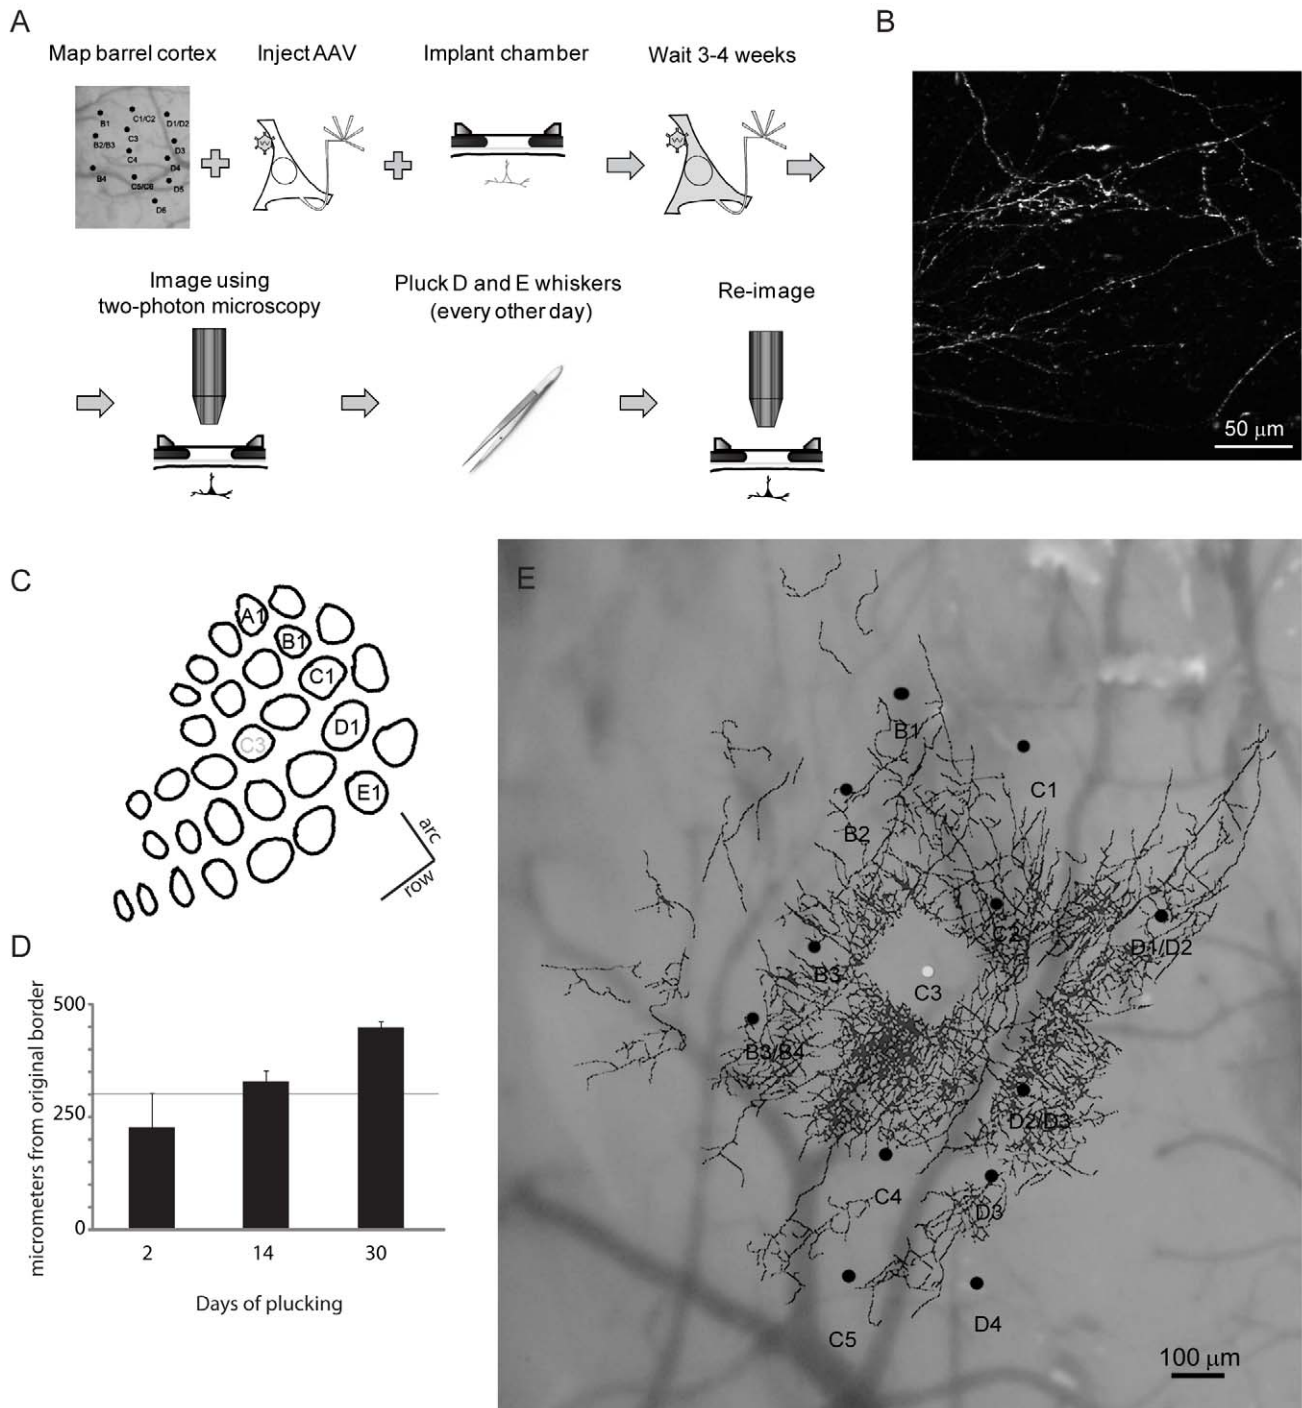 A
Map barrel cortex
Inject AAV
Implant chamber
Wait 3-4 weeks
B1
C1/C2
D1/D2
B2/B3
C3
D3
C4
D4
B4
C5/C6
D5
D6
Image using
two-photon microscopy
Pluck D and E whiskers
(every other day)
Re-image
B
50 µm
C
A1
B1
C1
D1
C3
E1
arc
row
D
micrometers from original border
500
250
0
2
14
30
Days of plucking
E
B1
C1
B2
C2
D1/D2
B3
C3
B3/B4
D2/D3
C4
D3
C5
D4
100 µm